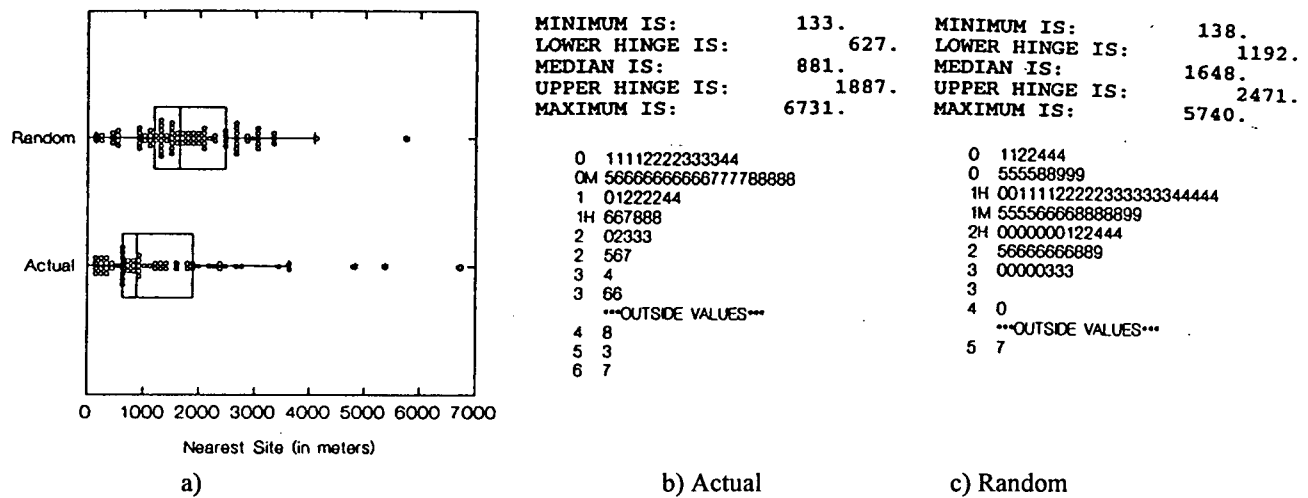 Random
Actual
0 1000 2000 3000 4000 5000 6000 7000
Nearest Site (in meters)
a)
MINIMUM IS: 133.
LOWER HINGE IS: 627.
MEDIAN IS: 881.
UPPER HINGE IS: 1887.
MAXIMUM IS: 6731.
0 11112222333344
0M 566666666666777788888
1 01222244
1H 667888
2 02333
2 567
3 4
3 66
***OUTSIDE VALUES***
4 8
5 3
6 7
b) Actual
MINIMUM IS: 138.
LOWER HINGE IS: 1192.
MEDIAN IS: 1648.
UPPER HINGE IS: 2471.
MAXIMUM IS: 5740.
0 1122444
0 555588999
1H 0011112222233333344444
1M 5555666688888899
2H 0000000122444
2 56666666889
3 00000333
3
4 0
***OUTSIDE VALUES***
5 7
c) Random